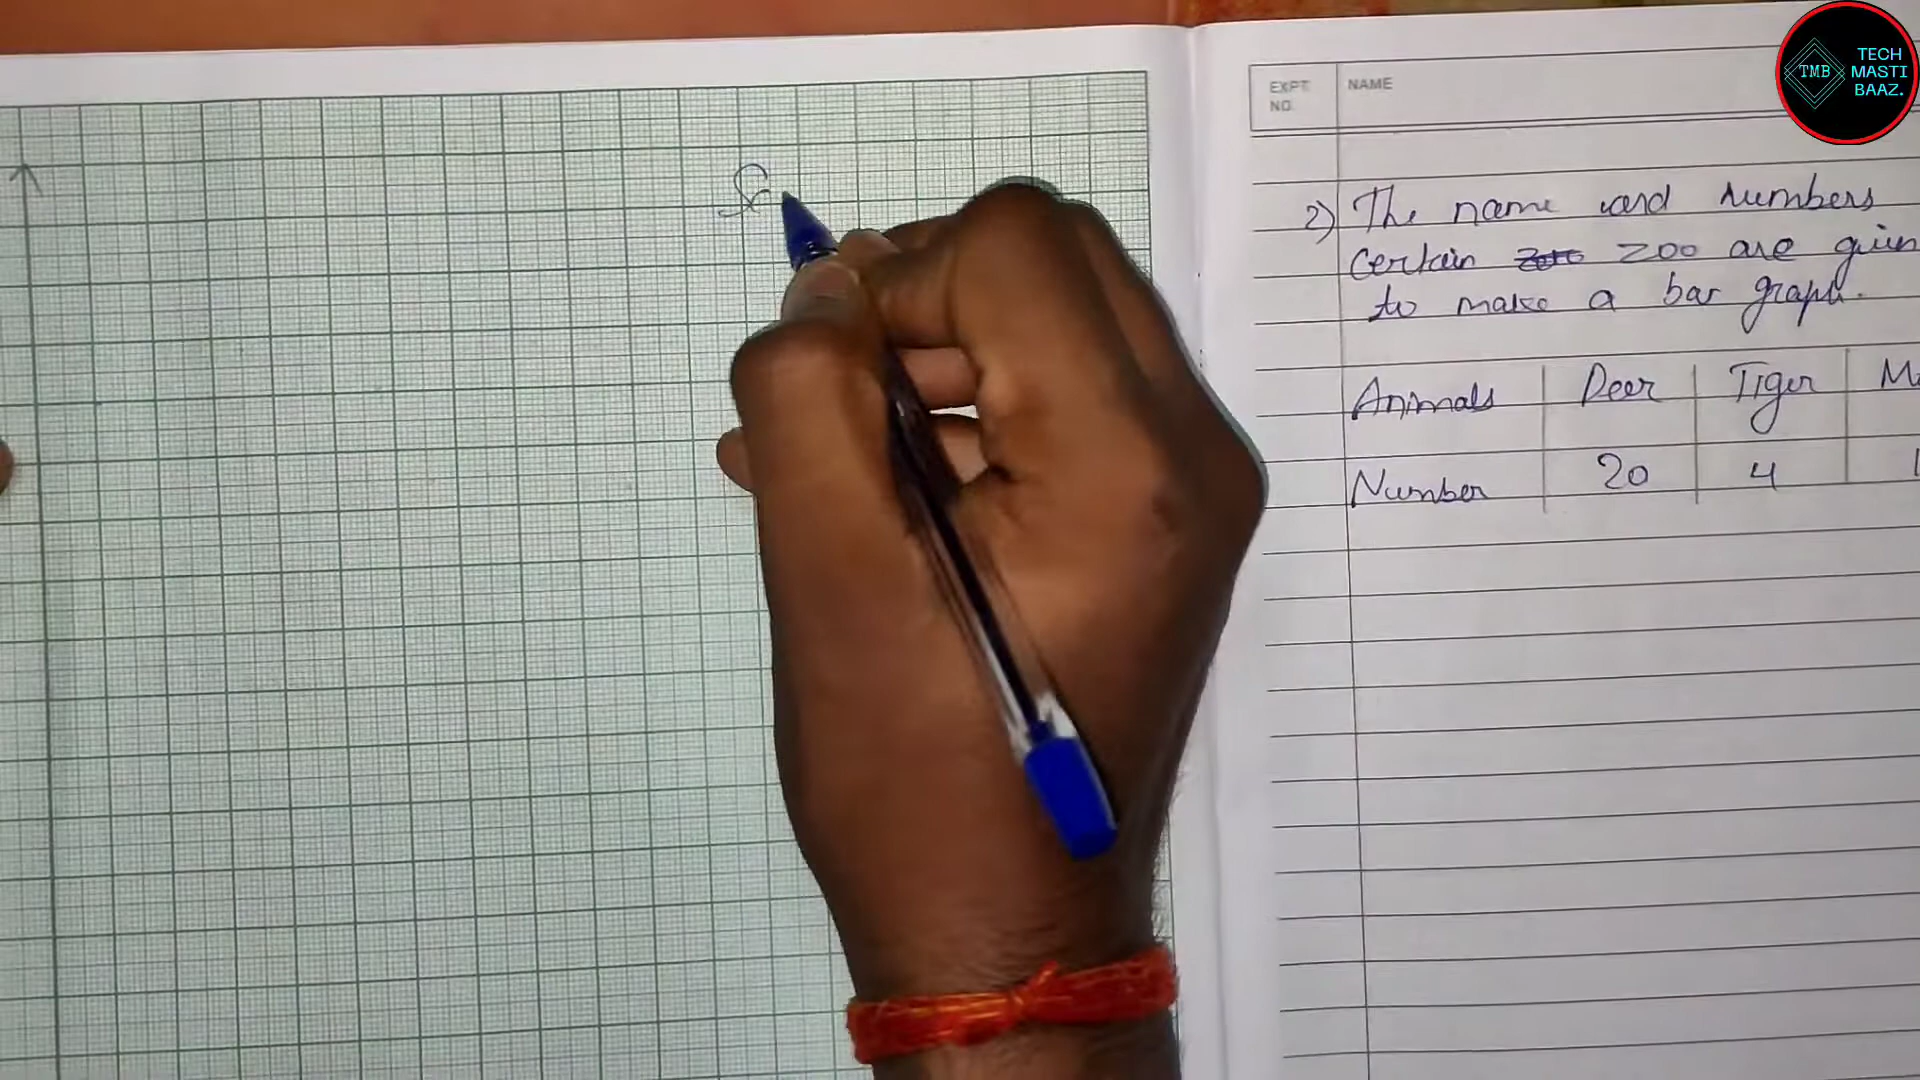 TMB
TECH
MASTI
BAAZ.
EXPT.
NO.
NAME
2) The name and numbers
certain zoo are given
to make a bar graph.
Animals Deer Tiger
Number 20 4